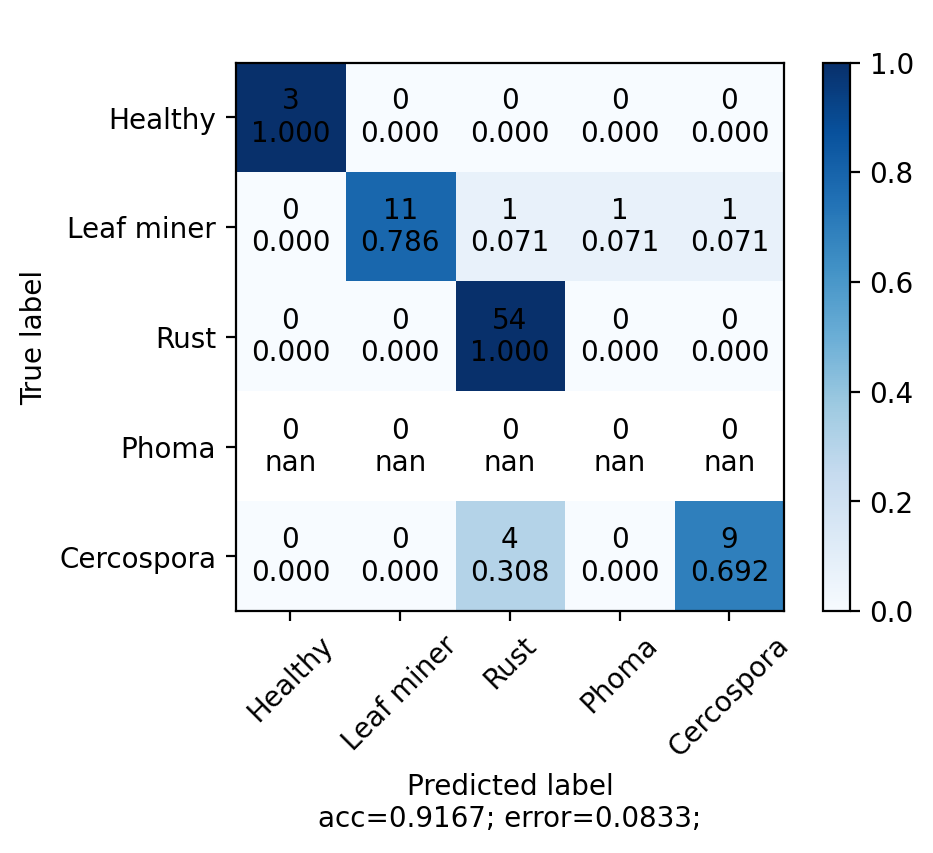 Healthy 3 0 0 0 0
1.000 0.000 0.000 0.000 0.000
Leaf miner 0 11 1 1 1
0.000 0.786 0.071 0.071 0.071
Rust 0 0 54 0 0
0.000 0.000 1.000 0.000 0.000
Phoma 0 0 0 0 0
nan nan nan nan nan
Cercospora 0 0 4 0 9
0.000 0.000 0.308 0.000 0.692
True label
Healthy Leaf miner Rust Phoma Cercospora
Predicted label
acc=0.9167; error=0.0833;
1.0
0.8
0.6
0.4
0.2
0.0